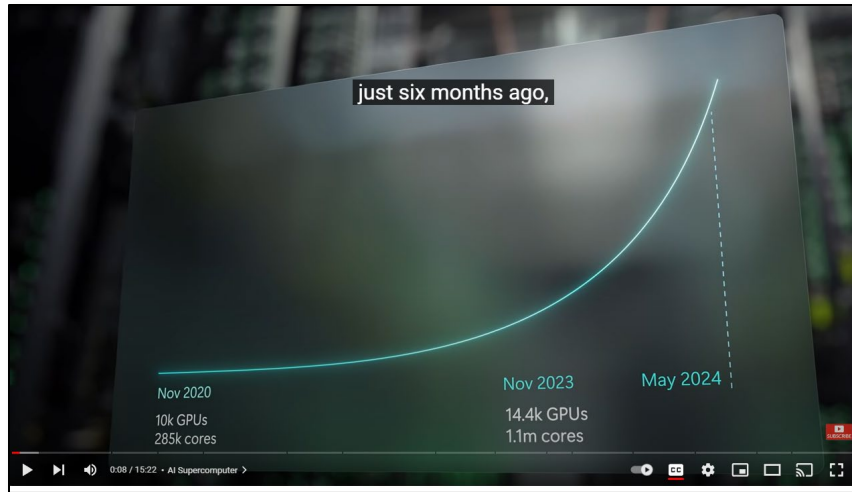 just six months ago,
Nov 2020
10k GPUs
285k cores
Nov 2023
14.4k GPUs
1.1m cores
May 2024
SUBSCRIBE
0:08 / 15:22 • AI Supercomputer >
CC